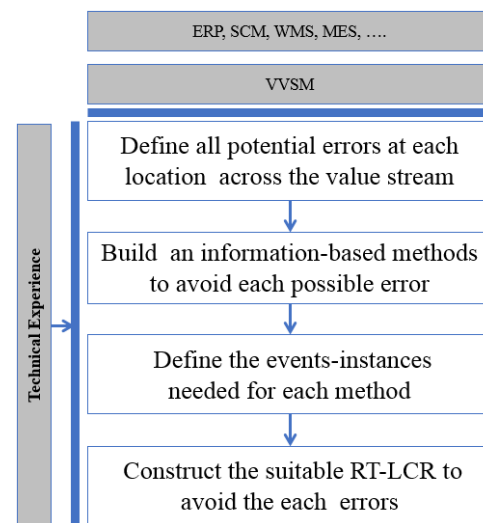 ERP, SCM, WMS, MES, ....
VVSM
Technical Experience
Define all potential errors at each
location across the value stream
Build an information-based methods
to avoid each possible error
Define the events-instances
needed for each method
Construct the suitable RT-LCR to
avoid the each errors